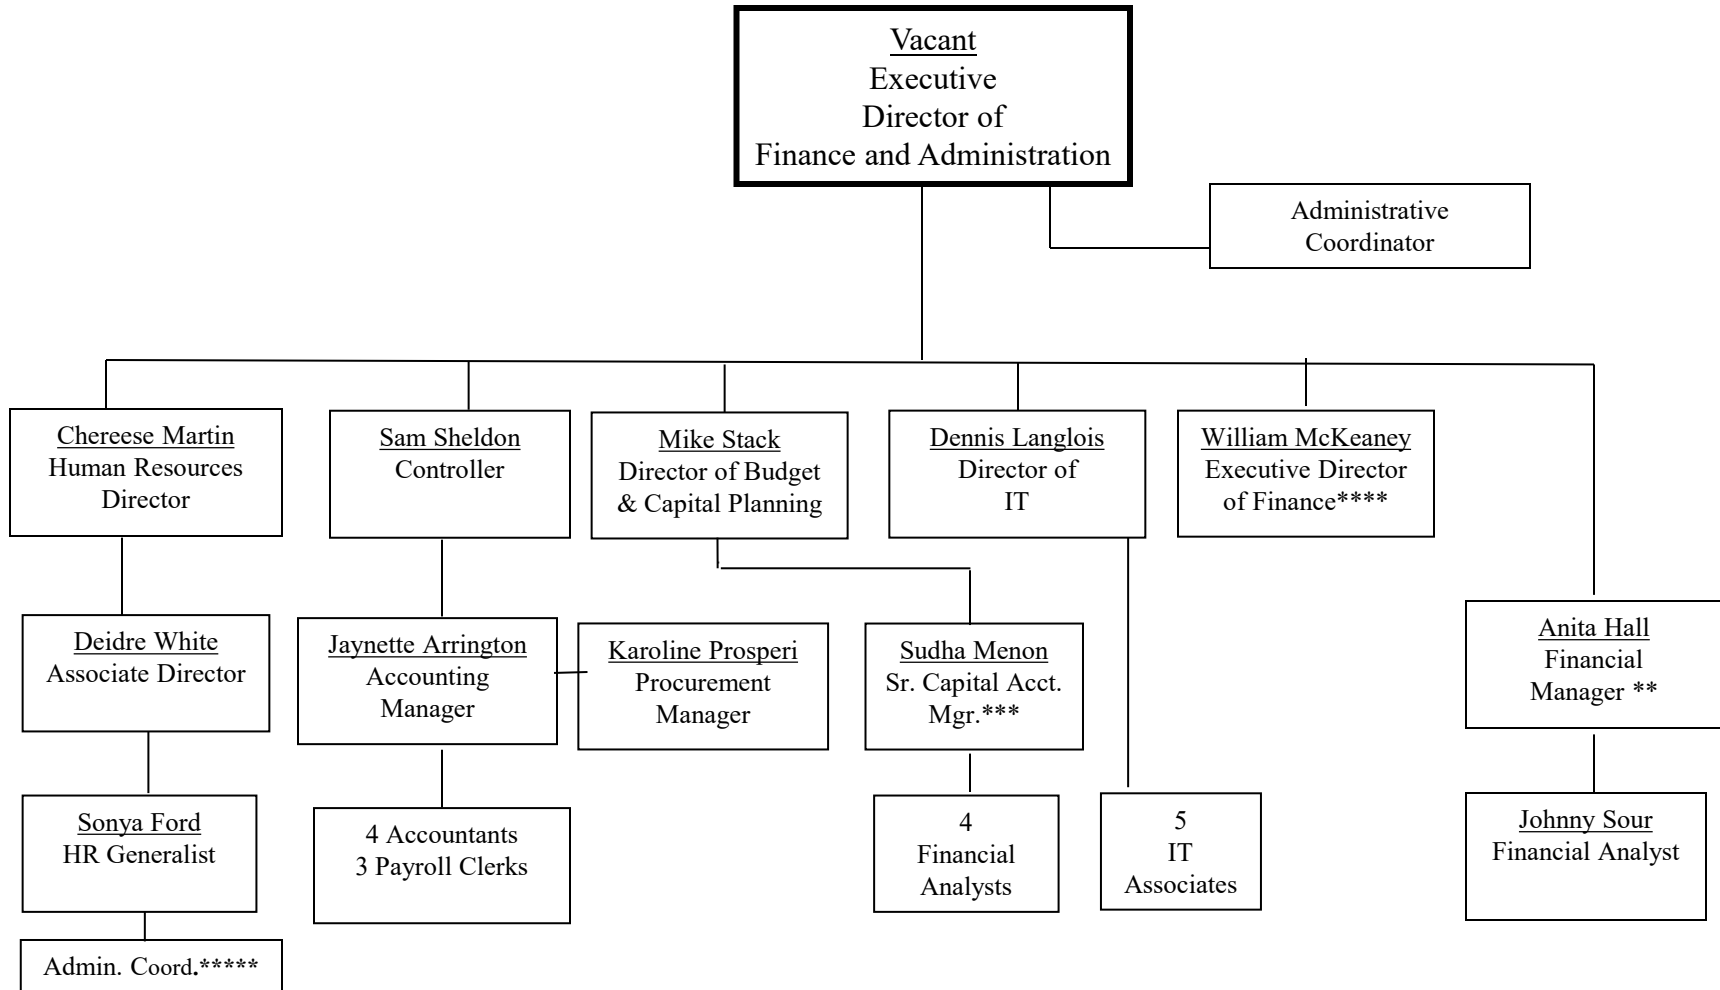 Vacant
Executive
Director of
Finance and Administration
Administrative
Coordinator
Chereese Martin
Human Resources
Director
Sam Sheldon
Controller
Mike Stack
Director of Budget
& Capital Planning
Dennis Langlois
Director of
IT
William McKeaney
Executive Director
of Finance****
Deidre White
Associate Director
Jaynette Arrington
Accounting
Manager
Karoline Prosperi
Procurement
Manager
Sudha Menon
Sr. Capital Acct.
Mgr.***
Anita Hall
Financial
Manager **
Sonya Ford
HR Generalist
4 Accountants
3 Payroll Clerks
4
Financial
Analysts
5
IT
Associates
Johnny Sour
Financial Analyst
Admin. Coord.*****